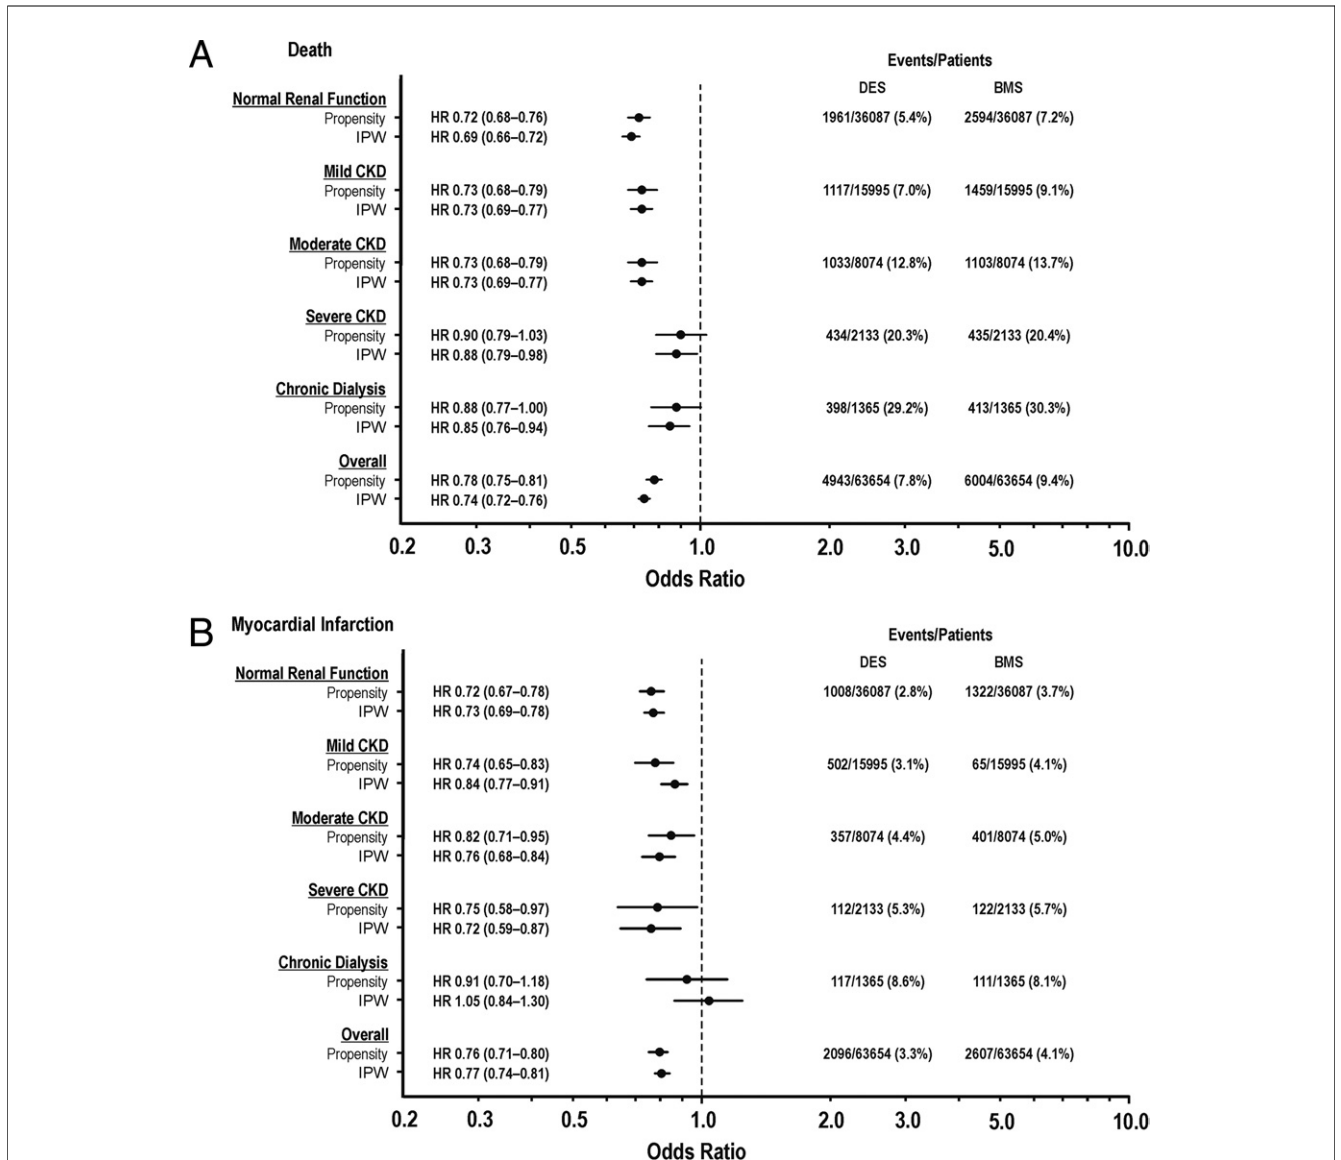 A Death
Events/Patients
DES BMS
Normal Renal Function
Propensity HR 0.72 (0.68–0.76) 1961/36087 (5.4%) 2594/36087 (7.2%)
IPW HR 0.69 (0.66–0.72)
Mild CKD
Propensity HR 0.73 (0.68–0.79) 1117/15995 (7.0%) 1459/15995 (9.1%)
IPW HR 0.73 (0.69–0.77)
Moderate CKD
Propensity HR 0.73 (0.68–0.79) 1033/8074 (12.8%) 1103/8074 (13.7%)
IPW HR 0.73 (0.69–0.77)
Severe CKD
Propensity HR 0.90 (0.79–1.03) 434/2133 (20.3%) 435/2133 (20.4%)
IPW HR 0.88 (0.79–0.98)
Chronic Dialysis
Propensity HR 0.88 (0.77–1.00) 398/1365 (29.2%) 413/1365 (30.3%)
IPW HR 0.85 (0.76–0.94)
Overall
Propensity HR 0.78 (0.75–0.81) 4943/63654 (7.8%) 6004/63654 (9.4%)
IPW HR 0.74 (0.72–0.76)
0.2 0.3 0.5 1.0 2.0 3.0 5.0 10.0
Odds Ratio
B Myocardial Infarction
Events/Patients
DES BMS
Normal Renal Function
Propensity HR 0.72 (0.67–0.78) 1008/36087 (2.8%) 1322/36087 (3.7%)
IPW HR 0.73 (0.69–0.78)
Mild CKD
Propensity HR 0.74 (0.65–0.83) 502/15995 (3.1%) 65/15995 (4.1%)
IPW HR 0.84 (0.77–0.91)
Moderate CKD
Propensity HR 0.82 (0.71–0.95) 357/8074 (4.4%) 401/8074 (5.0%)
IPW HR 0.76 (0.68–0.84)
Severe CKD
Propensity HR 0.75 (0.58–0.97) 112/2133 (5.3%) 122/2133 (5.7%)
IPW HR 0.72 (0.59–0.87)
Chronic Dialysis
Propensity HR 0.91 (0.70–1.18) 117/1365 (8.6%) 111/1365 (8.1%)
IPW HR 1.05 (0.84–1.30)
Overall
Propensity HR 0.76 (0.71–0.80) 2096/63654 (3.3%) 2607/63654 (4.1%)
IPW HR 0.77 (0.74–0.81)
0.2 0.3 0.5 1.0 2.0 3.0 5.0 10.0
Odds Ratio